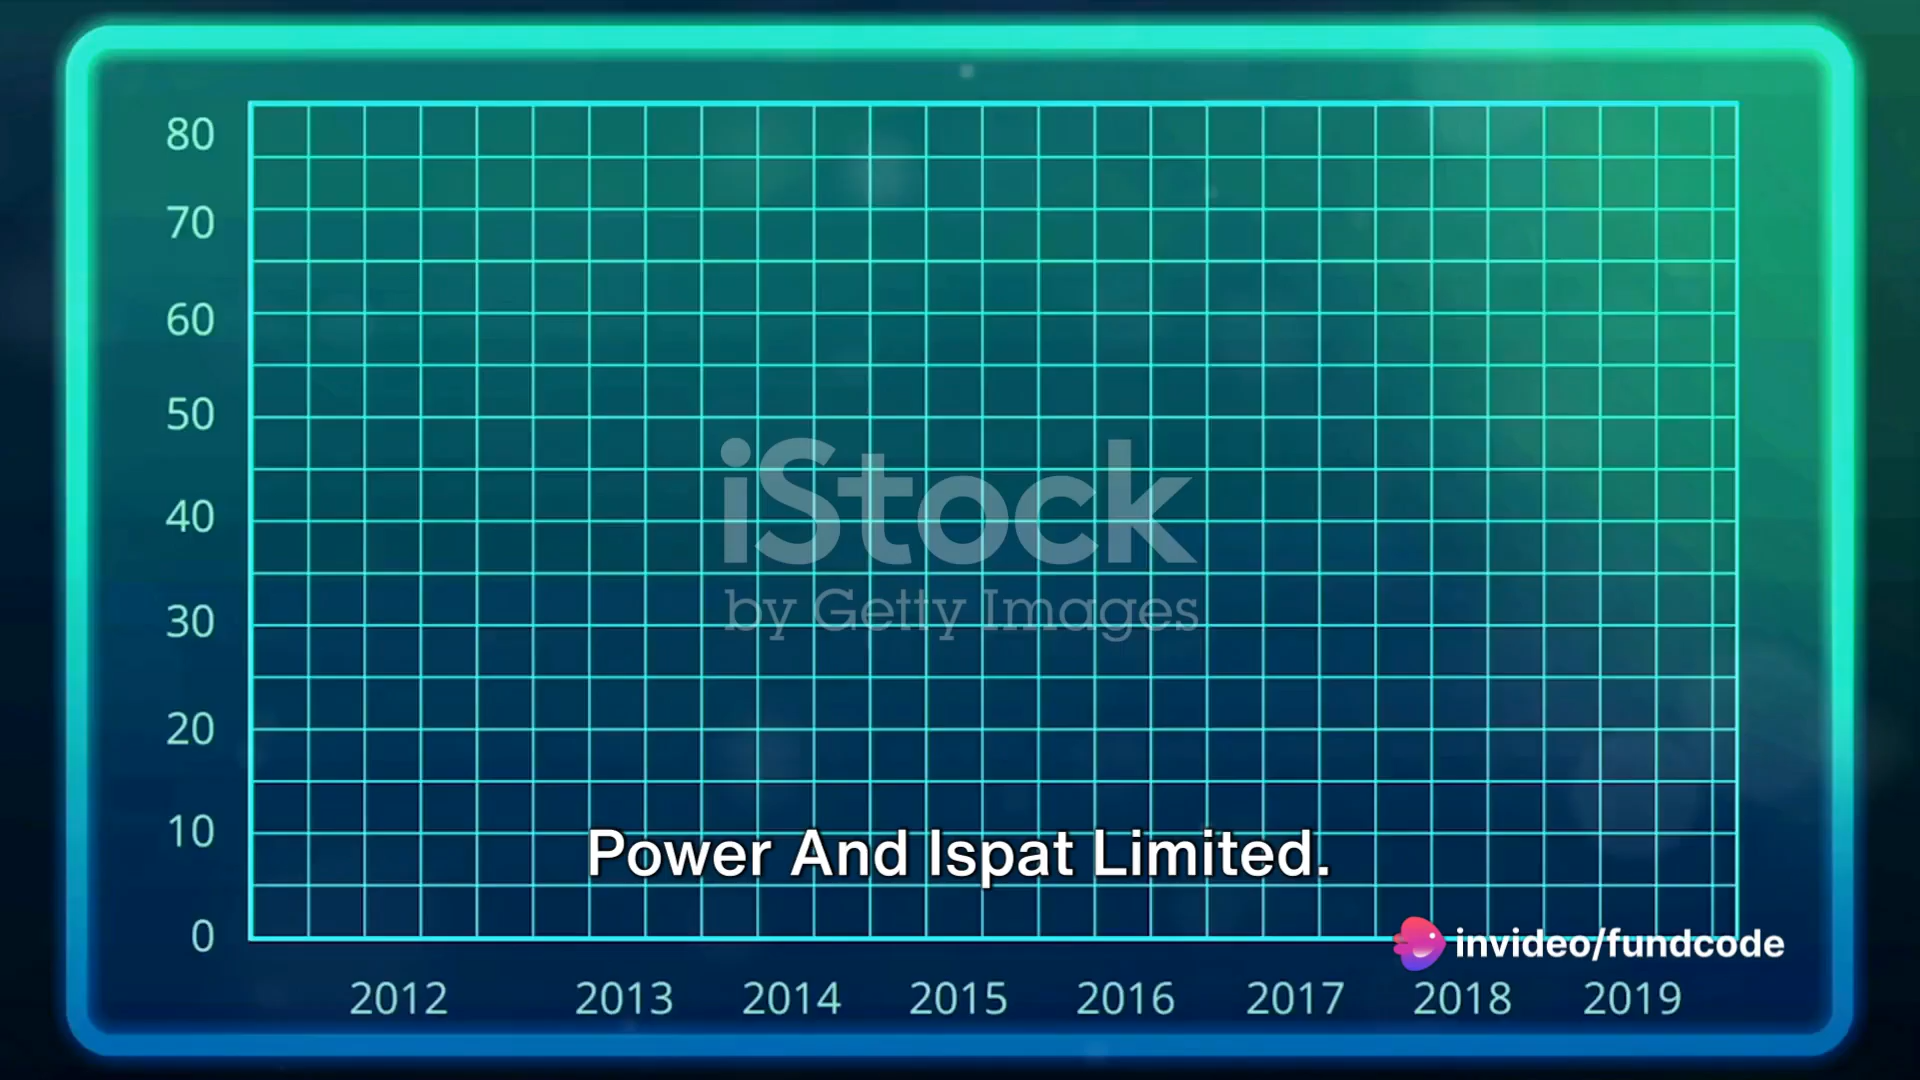 80
70
60
50
40
30
20
10
0
iStock
by Getty Images
Power And Ispat Limited.
invideo/fundcode
2012 2013 2014 2015 2016 2017 2018 2019